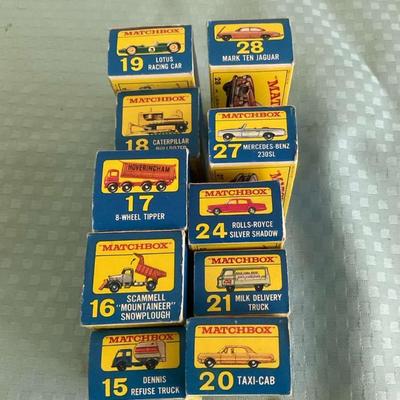 19 LOTUS
RACING CAR
MATCHBOX
18 CATERPILLAR
BULLDOZER
HOVERINGHAM
17
8-WHEEL TIPPER
MATCHBOX
16
SCAMMELL
"MOUNTAINEER"
SNOWPLOUGH
MATCHBOX
15
DENNIS
REFUSE TRUCK
28
MARK TEN JAGUAR
MATCHBOX
27
MERCEDES-BENZ
230SL
24
ROLLS-ROYCE
SILVER SHADOW
MATCHBOX
21
MILK DELIVERY
TRUCK
MATCHBOX
20 TAXI-CAB